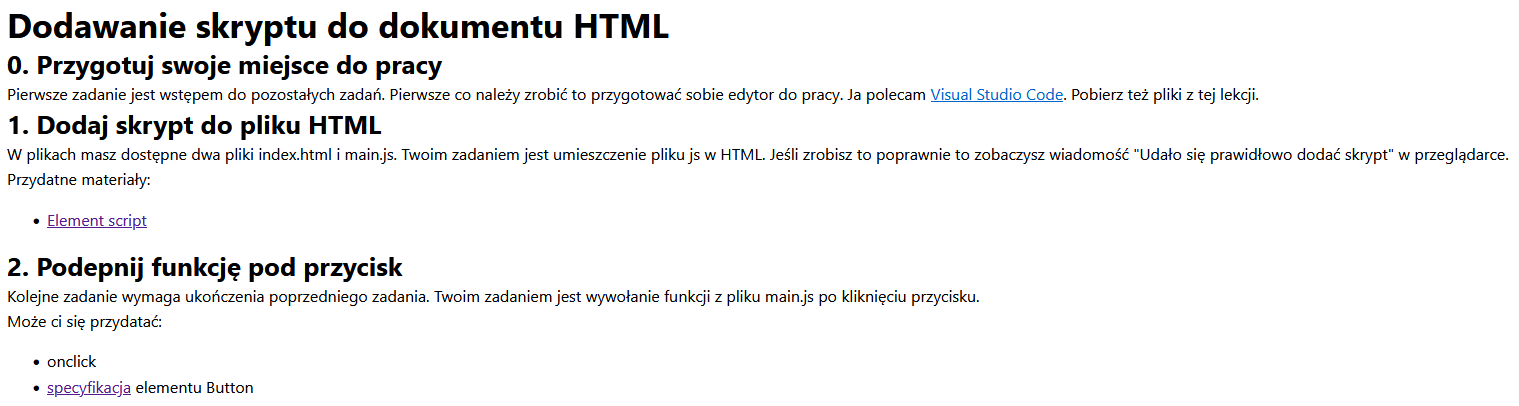 Dodawanie skryptu do dokumentu HTML
0. Przygotuj swoje miejsce do pracy
Pierwsze zadanie jest wstępem do pozostałych zadań. Pierwsze co należy zrobić to przygotować sobie edytor do pracy. Ja polecam Visual Studio Code. Pobierz też pliki z tej lekcji.
1. Dodaj skrypt do pliku HTML
W plikach masz dostępne dwa pliki index.html i main.js. Twoim zadaniem jest umieszczenie pliku js w HTML. Jeśli zrobisz to poprawnie to zobaczysz wiadomość "Udało się prawidłowo dodać skrypt" w przeglądarce.
Przydatne materiały:
• Element script
2. Podepnij funkcję pod przycisk
Kolejne zadanie wymaga ukończenia poprzedniego zadania. Twoim zadaniem jest wywołanie funkcji z pliku main.js po kliknięciu przycisku.
Może ci się przydatać:
• onclick
• specyfikacja elementu Button